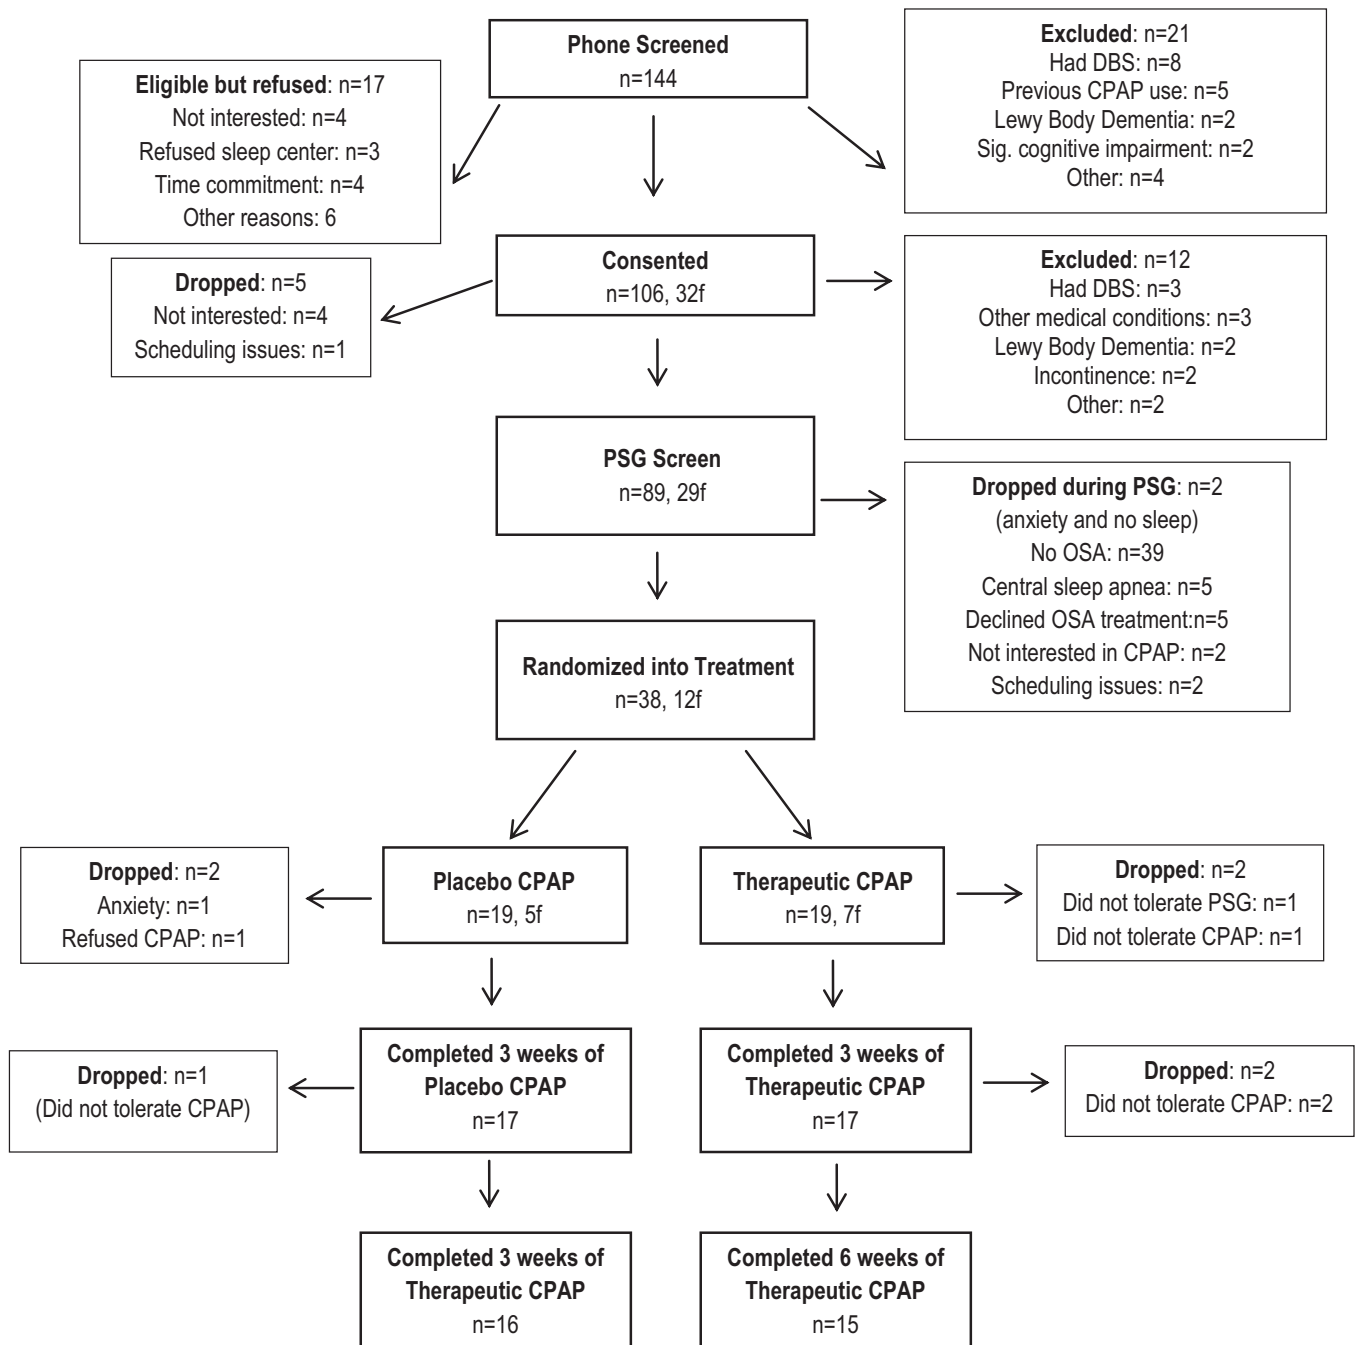 Phone Screened
n=144
Eligible but refused: n=17
Not interested: n=4
Refused sleep center: n=3
Time commitment: n=4
Other reasons: 6
Excluded: n=21
Had DBS: n=8
Previous CPAP use: n=5
Lewy Body Dementia: n=2
Sig. cognitive impairment: n=2
Other: n=4
Consented
n=106, 32f
Dropped: n=5
Not interested: n=4
Scheduling issues: n=1
Excluded: n=12
Had DBS: n=3
Other medical conditions: n=3
Lewy Body Dementia: n=2
Incontinence: n=2
Other: n=2
PSG Screen
n=89, 29f
Dropped during PSG: n=2
(anxiety and no sleep)
No OSA: n=39
Central sleep apnea: n=5
Declined OSA treatment:n=5
Not interested in CPAP: n=2
Scheduling issues: n=2
Randomized into Treatment
n=38, 12f
Dropped: n=2
Anxiety: n=1
Refused CPAP: n=1
Placebo CPAP
n=19, 5f
Therapeutic CPAP
n=19, 7f
Dropped: n=2
Did not tolerate PSG: n=1
Did not tolerate CPAP: n=1
Dropped: n=1
(Did not tolerate CPAP)
Completed 3 weeks of
Placebo CPAP
n=17
Completed 3 weeks of
Therapeutic CPAP
n=17
Dropped: n=2
Did not tolerate CPAP: n=2
Completed 3 weeks of
Therapeutic CPAP
n=16
Completed 6 weeks of
Therapeutic CPAP
n=15